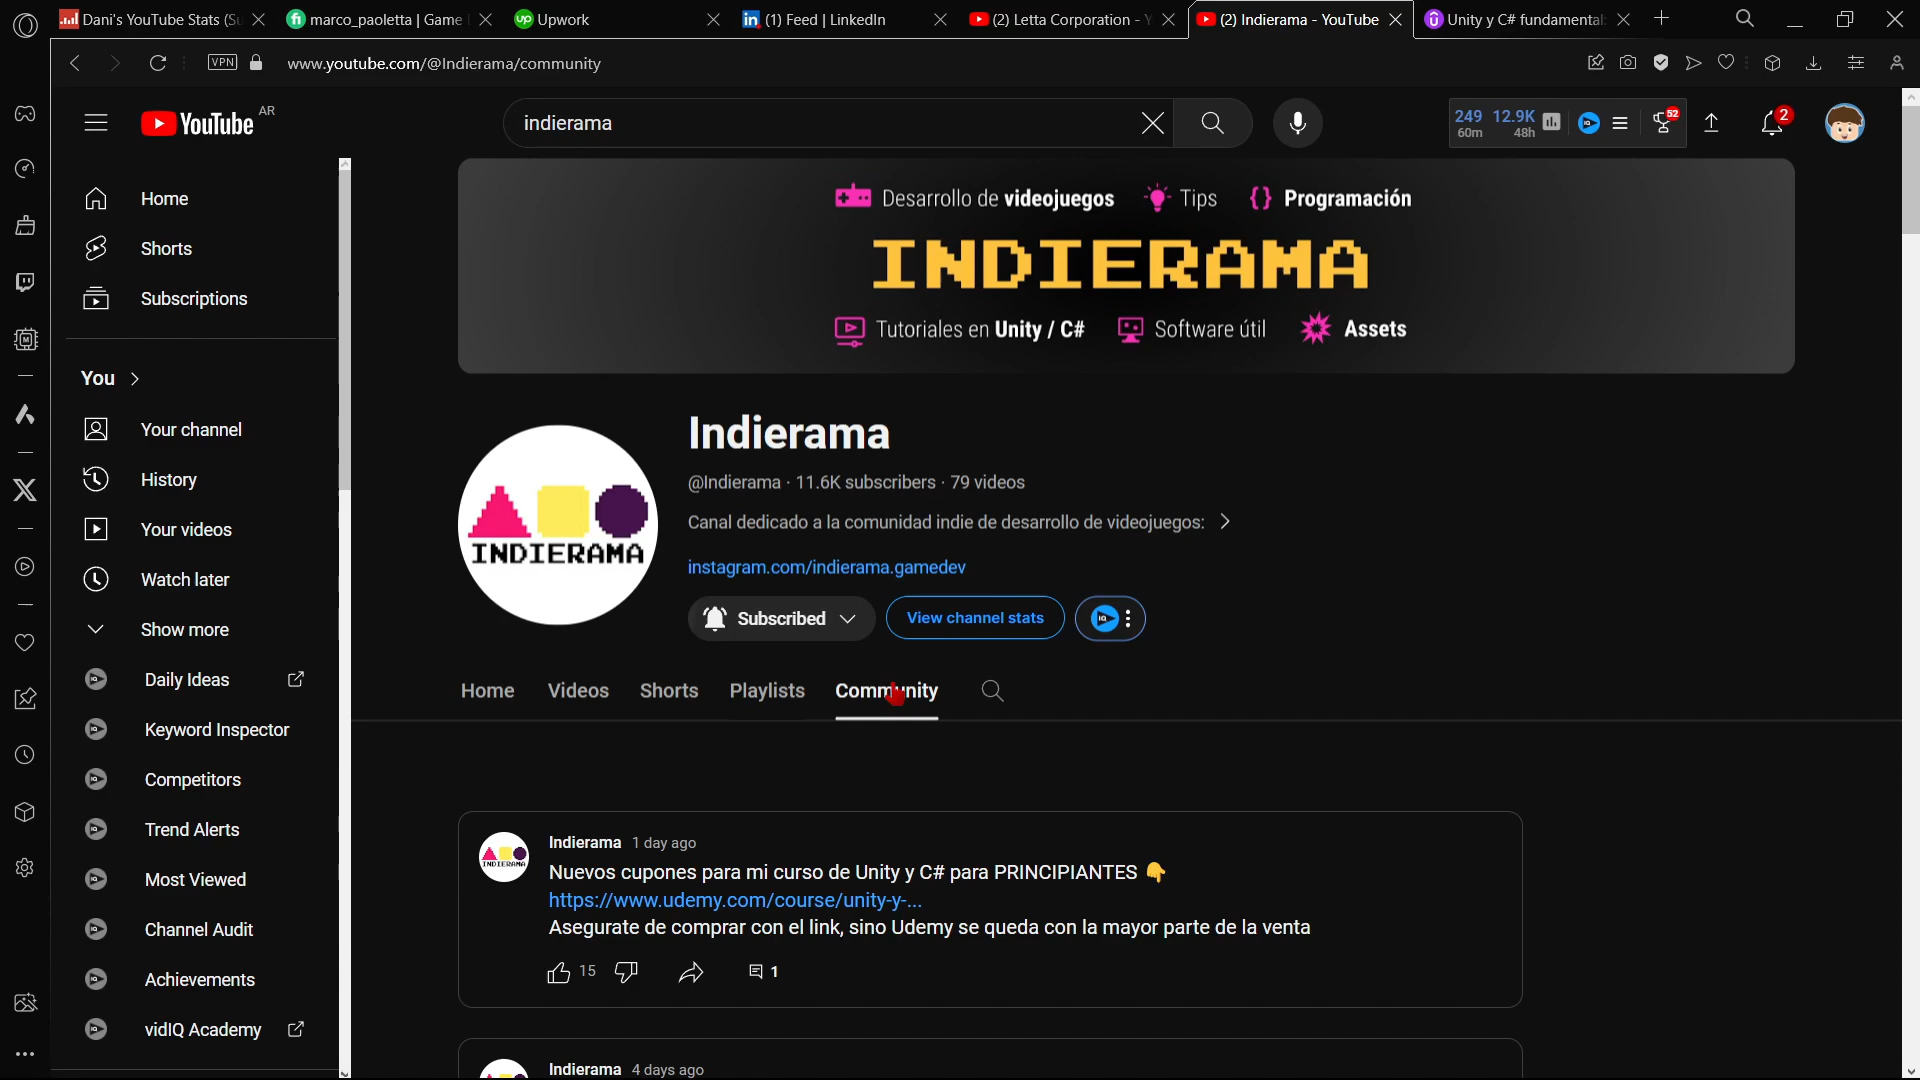 Dani's YouTube Stats (Su
marco_paoletta | Game
Upwork
(1) Feed | LinkedIn
(2) Letta Corporation - Y
(2) Indierama - YouTube
Unity y C# fundamental
VPN
www.youtube.com/@Indierama/community
YouTube
AR
indierama
249 12.9K
60m 48h
52
2
Home
Shorts
Subscriptions
You
Your channel
History
Your videos
Watch later
Show more
Daily Ideas
Keyword Inspector
Competitors
Trend Alerts
Most Viewed
Channel Audit
Achievements
vidIQ Academy
Desarrollo de videojuegos Tips {} Programación
INDIERAMA
Tutoriales en Unity / C# Software útil Assets
INDIERAMA
Indierama
@Indierama · 11.6K subscribers · 79 videos
Canal dedicado a la comunidad indie de desarrollo de videojuegos:
instagram.com/indierama.gamedev
Subscribed
View channel stats
Home Videos Shorts Playlists Community
INDIERAMA
Indierama 1 day ago
Nuevos cupones para mi curso de Unity y C# para PRINCIPIANTES 👇
https://www.udemy.com/course/unity-y-...
Asegurate de comprar con el link, sino Udemy se queda con la mayor parte de la venta
15
1
Indierama 4 days ago